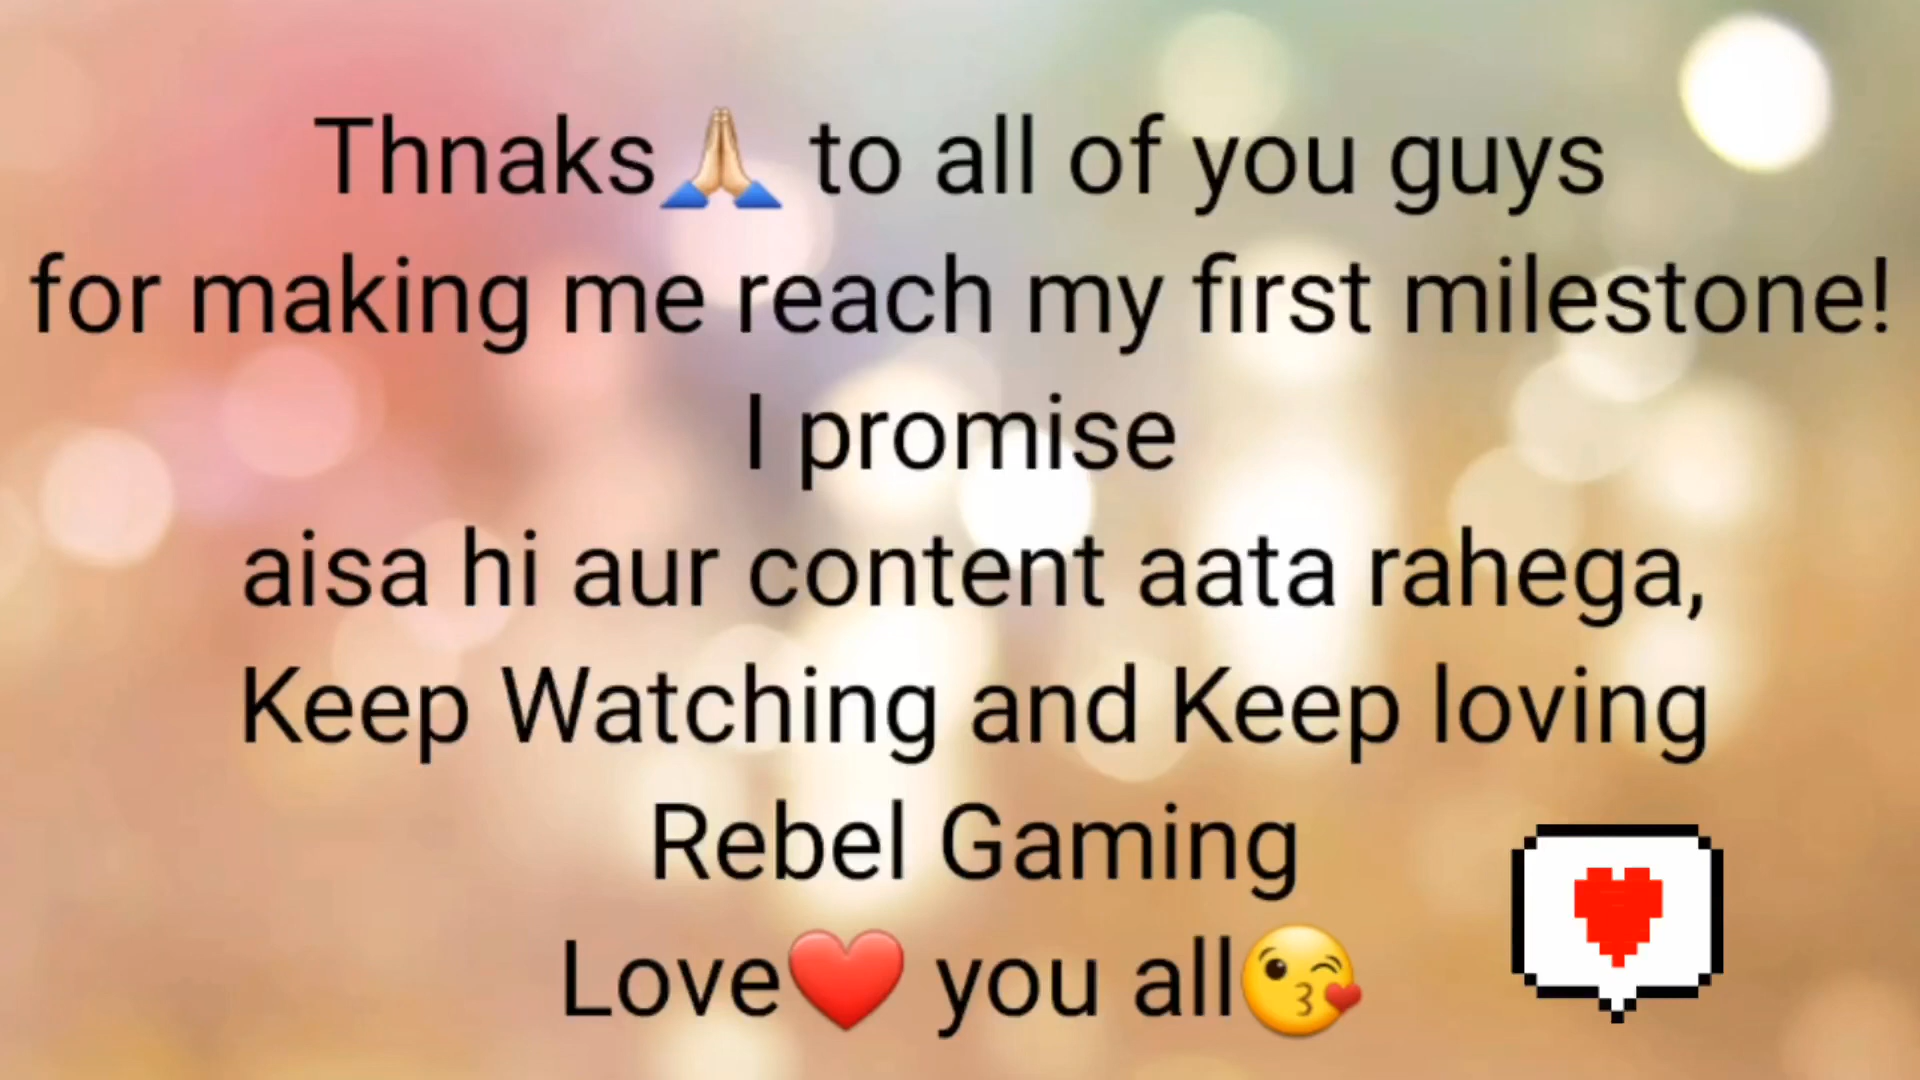 Thnaks🙏🏻 to all of you guys
for making me reach my first milestone!
I promise
aisa hi aur content aata rahega,
Keep Watching and Keep loving
Rebel Gaming
Love❤️ you all😘